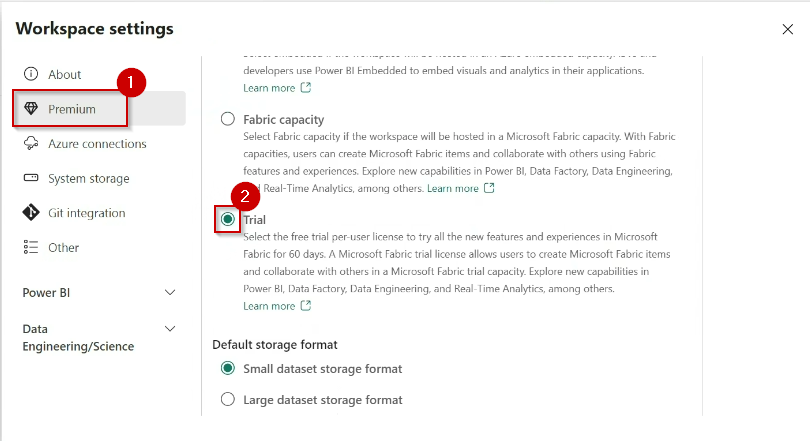 Workspace settings
About
1
Premium
Azure connections
System storage
Git integration
Other
Power BI
Data
Engineering/Science
developers use Power BI Embedded to embed visuals and analytics in their applications.
Learn more
Fabric capacity
Select Fabric capacity if the workspace will be hosted in a Microsoft Fabric capacity. With Fabric
capacities, users can create Microsoft Fabric items and collaborate with others using Fabric
features and experiences. Explore new capabilities in Power BI, Data Factory, Data Engineering,
Real-Time Analytics, among others. Learn more
2
Trial
Select the free trial per-user license to try all the new features and experiences in Microsoft
Fabric for 60 days. A Microsoft Fabric trial license allows users to create Microsoft Fabric items
and collaborate with others in a Microsoft Fabric trial capacity. Explore new capabilities in
Power BI, Data Factory, Data Engineering, and Real-Time Analytics, among others.
Learn more
Default storage format
Small dataset storage format
Large dataset storage format